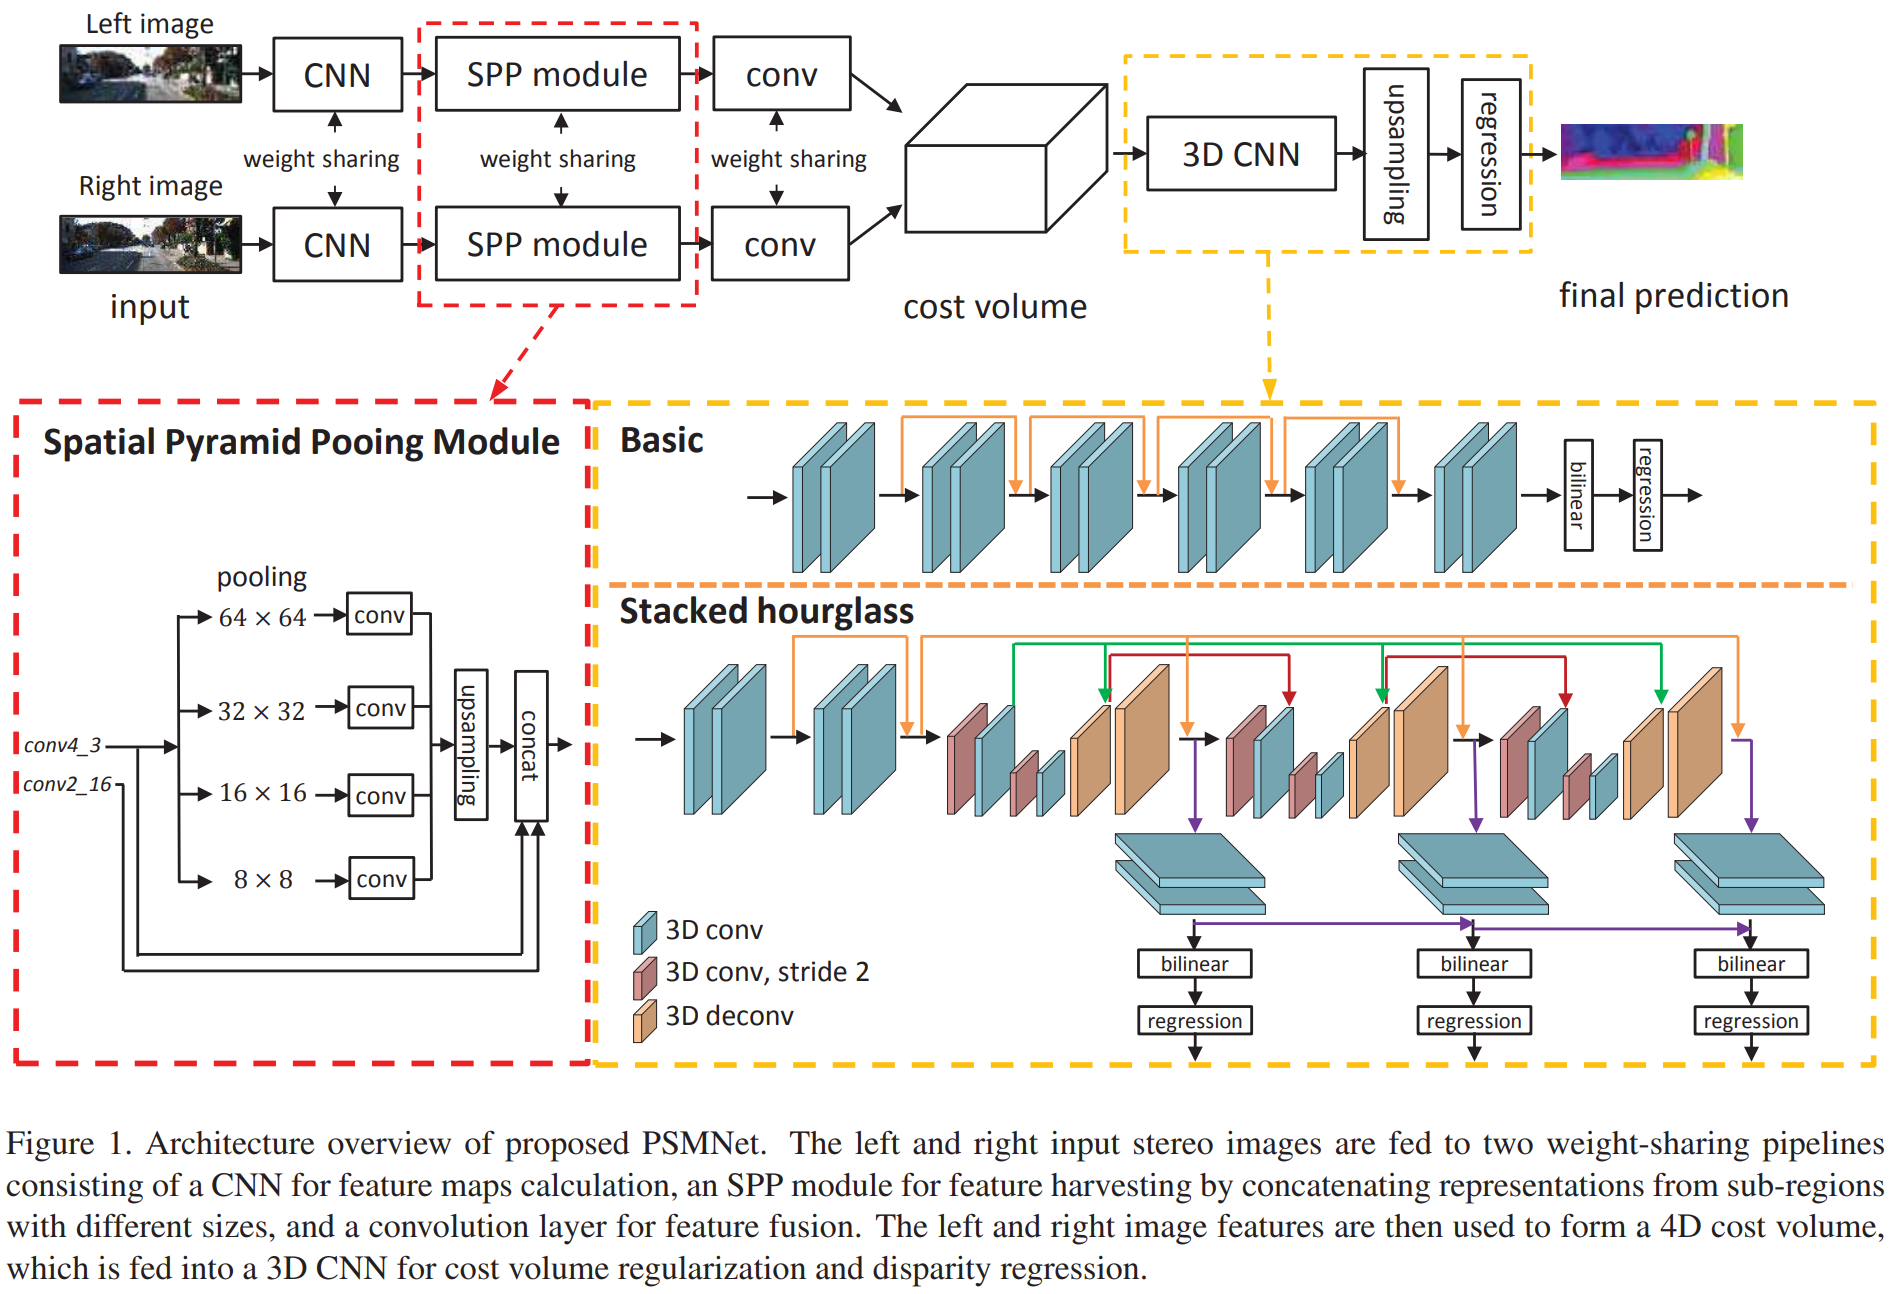 Left image
CNN
SPP module
conv
weight sharing
weight sharing
weight sharing
Right image
CNN
SPP module
conv
input
cost volume
3D CNN
upsampling
regression
final prediction
Spatial Pyramid Pooing Module
pooling
64 × 64
conv
32 × 32
conv
16 × 16
conv
8 × 8
conv
conv4_3
conv2_16
upsampling
concat
Basic
bilinear
regression
Stacked hourglass
3D conv
3D conv, stride 2
3D deconv
bilinear
bilinear
bilinear
regression
regression
regression
Figure 1. Architecture overview of proposed PSMNet. The left and right input stereo images are fed to two weight-sharing pipelines
consisting of a CNN for feature maps calculation, an SPP module for feature harvesting by concatenating representations from sub-regions
with different sizes, and a convolution layer for feature fusion. The left and right image features are then used to form a 4D cost volume,
which is fed into a 3D CNN for cost volume regularization and disparity regression.